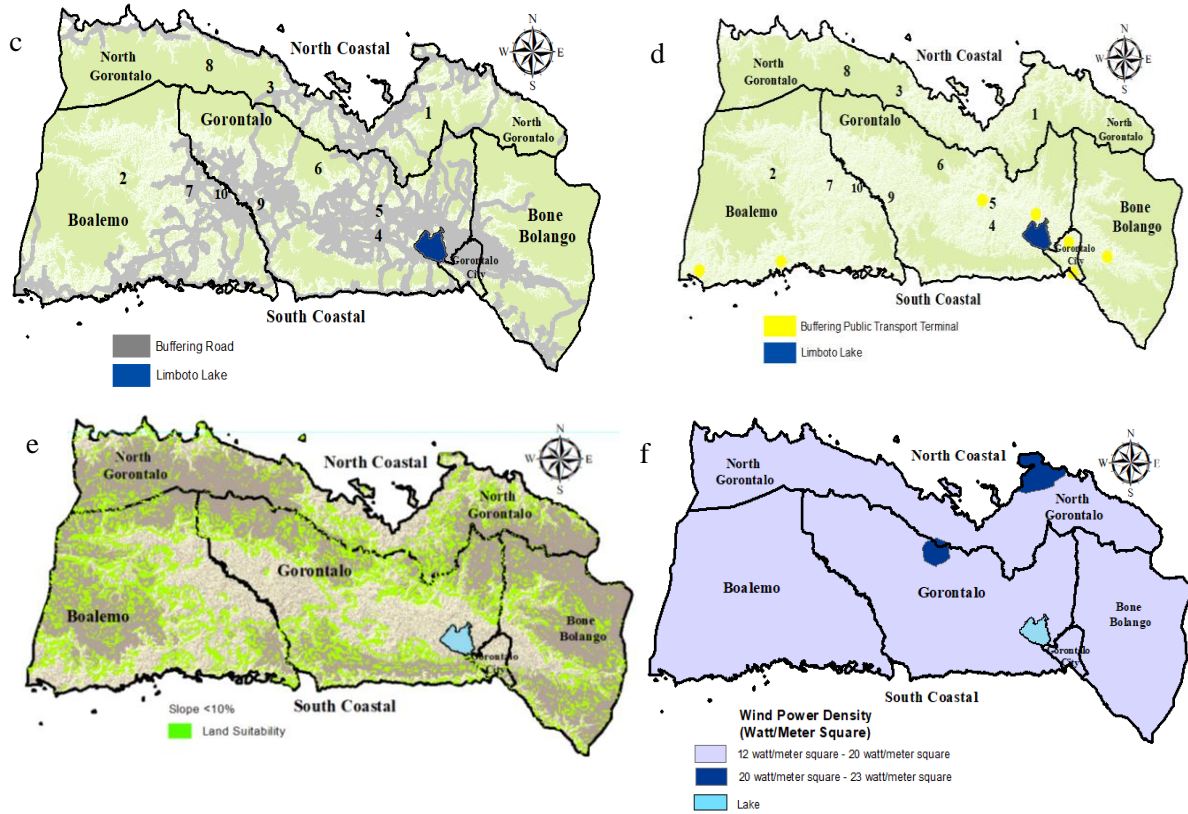 c
N
W E
S
North Coastal
North
Gorontalo
8
3
1
Gorontalo
North
Gorontalo
6
2
7
10
9
5
4
Boalemo
Bone
Bolango
Gorontalo
City
South Coastal
Buffering Road
Limboto Lake
d
N
W E
S
North Coastal
North
Gorontalo
8
3
1
Gorontalo
North
Gorontalo
6
2
7
10
9
5
4
Boalemo
Bone
Bolango
Gorontalo
City
South Coastal
Buffering Public Transport Terminal
Limboto Lake
e
N
W E
S
North Coastal
North
Gorontalo
North
Gorontalo
Gorontalo
Boalemo
Bone
Bolango
Gorontalo
City
South Coastal
Slope <10%
Land Suitability
f
N
W E
S
North Coastal
North
Gorontalo
North
Gorontalo
Boalemo
Gorontalo
Bone
Bolango
Gorontalo
City
South Coastal
Wind Power Density
(Watt/Meter Square)
12 watt/meter square - 20 watt/meter square
20 watt/meter square - 23 watt/meter square
Lake